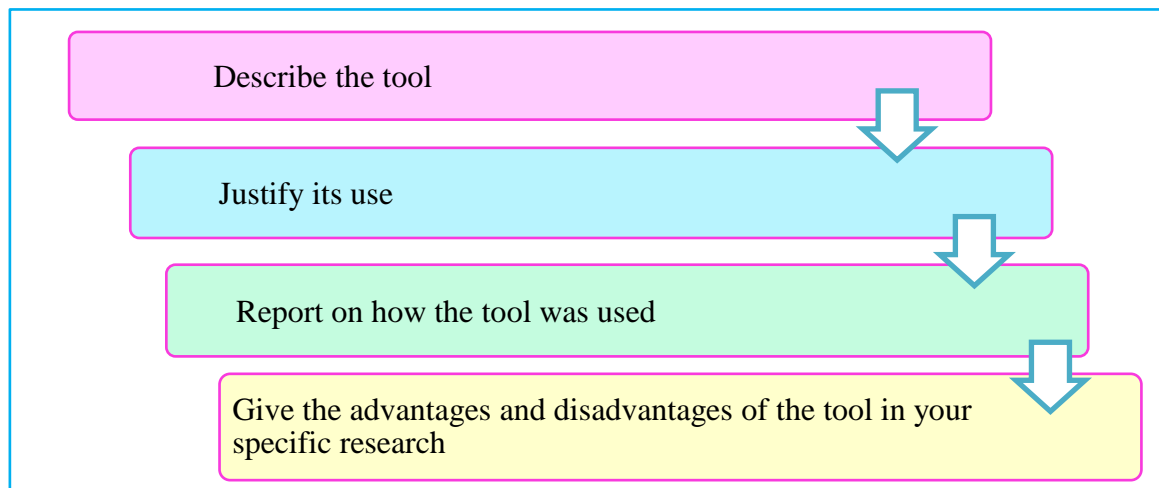 Describe the tool
Justify its use
Report on how the tool was used
Give the advantages and disadvantages of the tool in your
specific research